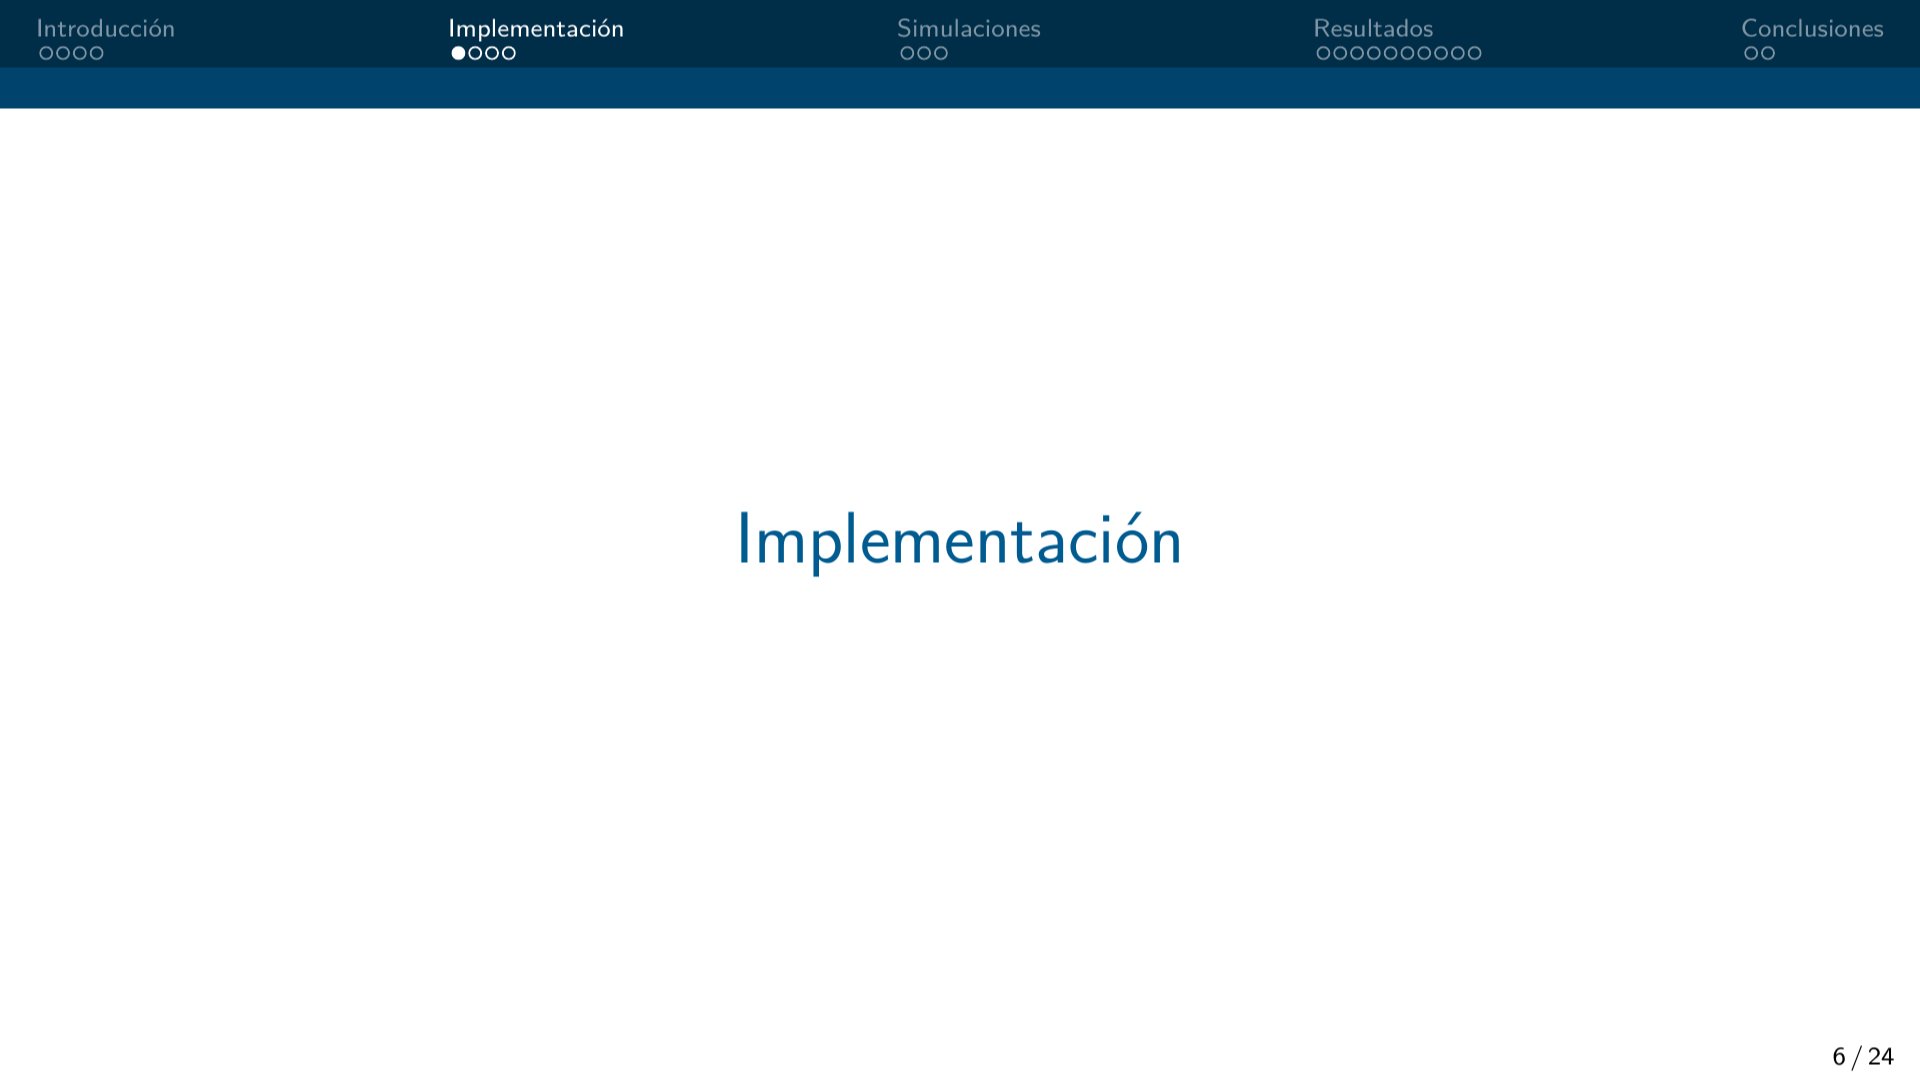 Introducción
Implementación
Simulaciones
Resultados
Conclusiones
Implementación
6 / 24